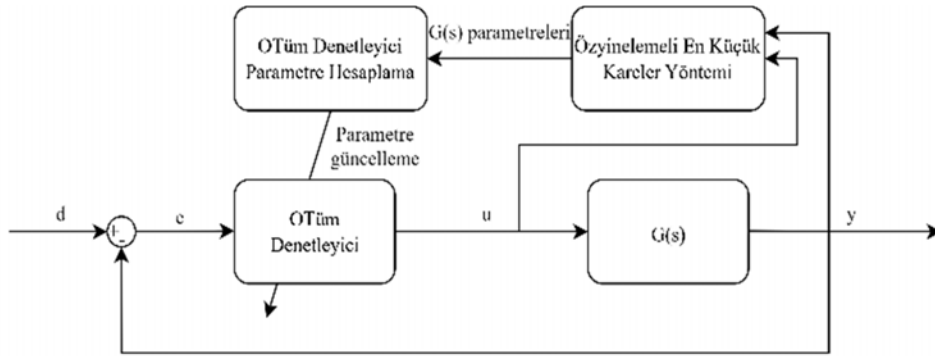 OTüm Denetleyici
Parametre Hesaplama
G(s) parametreleri
Özyinelemeli En Küçük
Kareler Yöntemi
Parametre
güncelleme
d
+
-
e
OTüm
Denetleyici
u
G(s)
y